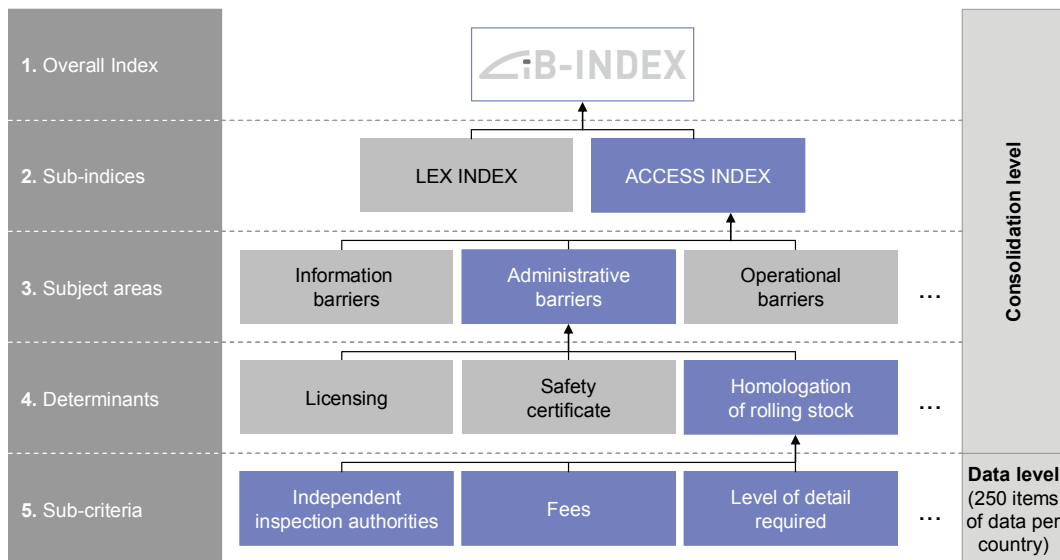 1. Overall Index
iB-INDEX
2. Sub-indices
LEX INDEX
ACCESS INDEX
3. Subject areas
Information
barriers
Administrative
barriers
Operational
barriers
...
4. Determinants
Licensing
Safety
certificate
Homologation
of rolling stock
...
5. Sub-criteria
Independent
inspection authorities
Fees
Level of detail
required
...
Consolidation level
Data level
(250 items
of data per
country)